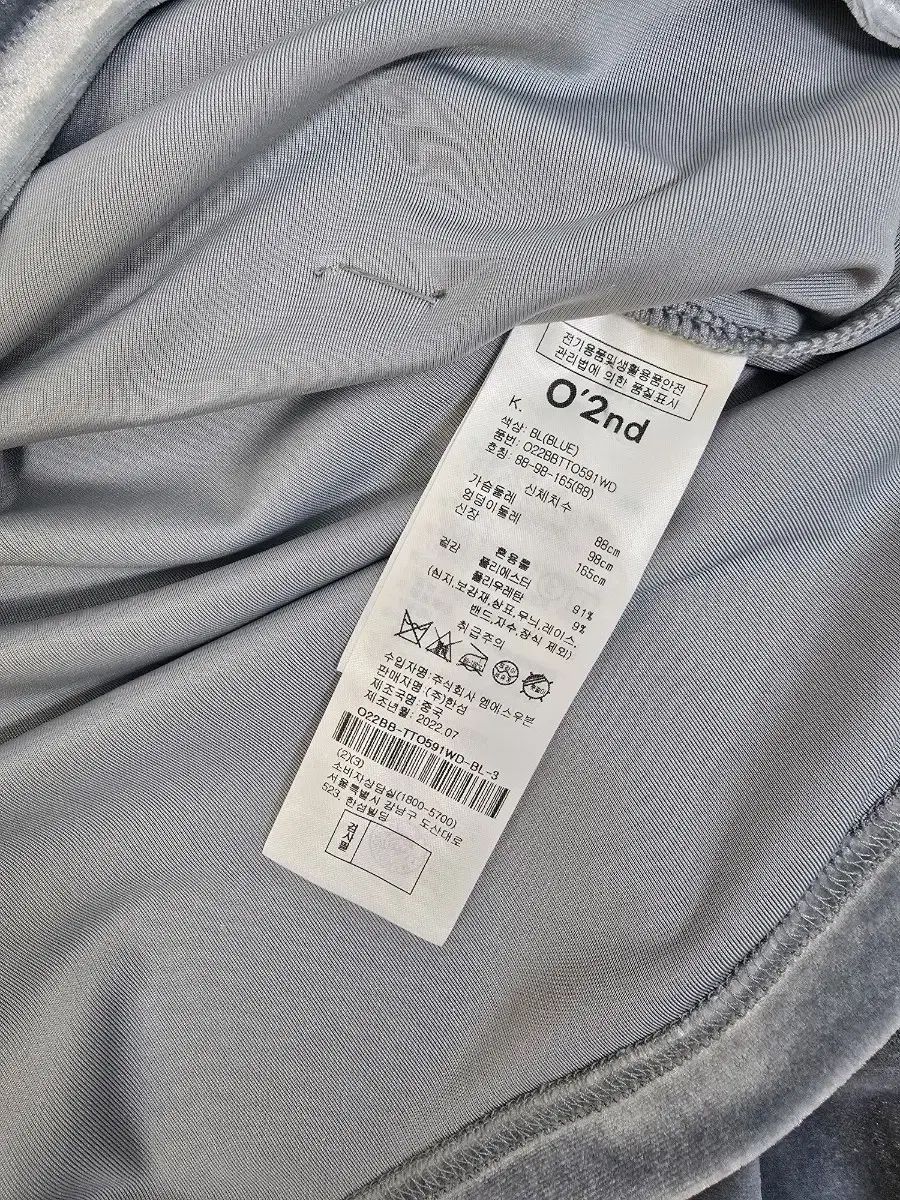 전기용품및생활용품안전
관리법에 의한 품질표시
K. O'2nd
색상: BL(BLUE)
품번: O22BBTTO591WD
호칭: 88-98-165(88)
신체치수
가슴둘레 88cm
엉덩이둘레 98cm
신장 165cm
혼용률
겉감 폴리에스터 91%
폴리우레탄 9%
(심지,보강재,상표,무늬,레이스,
밴드,자수,장식 제외)
취급주의
수입자명: 주식회사 엠에스우븐
판매자명: (주)한섬
제조국명: 중국
제조년월: 2022.07
O22BB-TTO591WD-BL-3
(2)(3)
소비자상담실(1800-5700)
서울특별시 강남구 도산대로
523, 한섬빌딩
검사필